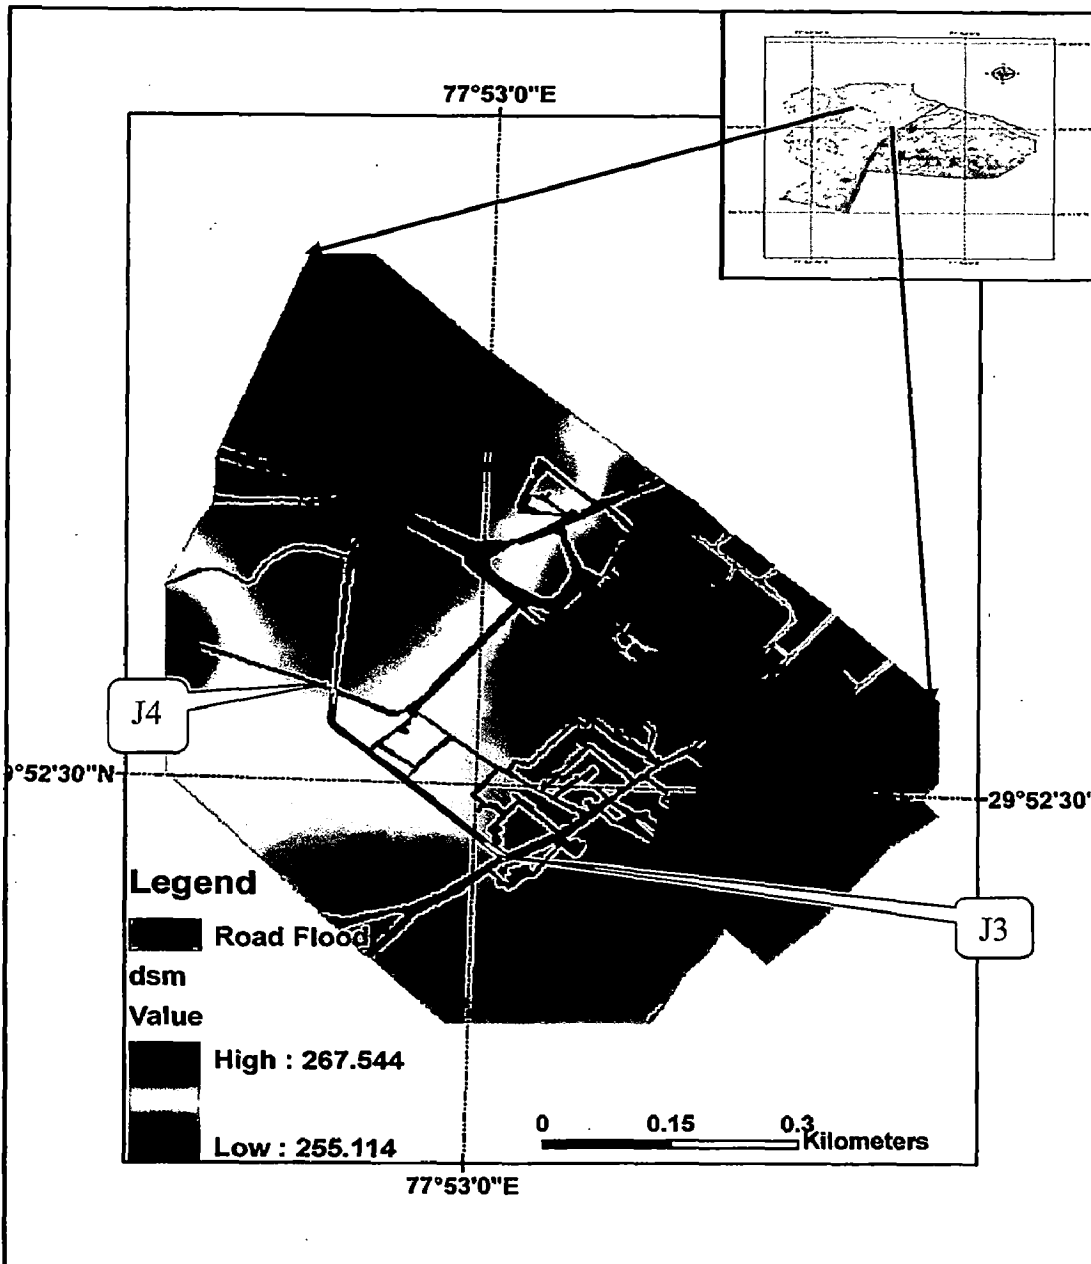 77°53'0"E
J4
°52'30"N
29°52'30"
Legend
Road Flood
J3
dsm
Value
High : 267.544
Low : 255.114
0 0.15 0.3
Kilometers
77°53'0"E